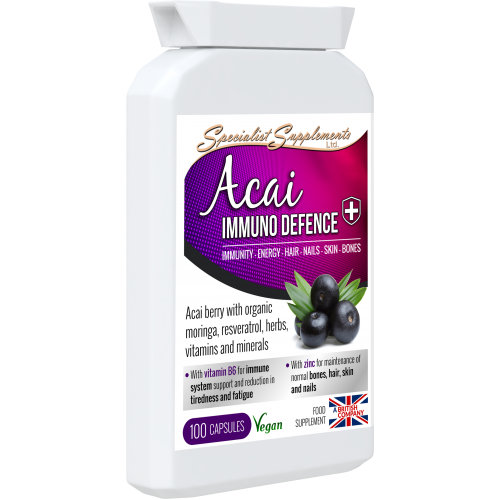 Specialist Supplements
Ltd.
Acai
IMMUNO DEFENCE
IMMUNITY - ENERGY - HAIR - NAILS - SKIN - BONES
Acai berry with organic
moringa, resveratrol, herbs,
vitamins and minerals
• With vitamin B6 for immune
system support and reduction in
tiredness and fatigue
• With zinc for maintenance of
normal bones, hair, skin
and nails
100 CAPSULES
Vegan
FOOD
SUPPLEMENT
A BRITISH
COMPANY